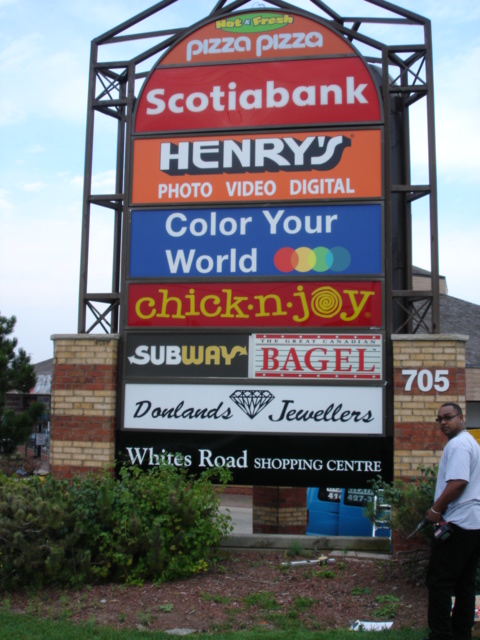 Hot & Fresh
pizza pizza
Scotiabank
HENRY'S
PHOTO VIDEO DIGITAL
Color Your
World
chick·n·joy
SUBWAY
THE GREAT CANADIAN
BAGEL
705
Donlands Jewellers
Whites Road SHOPPING CENTRE